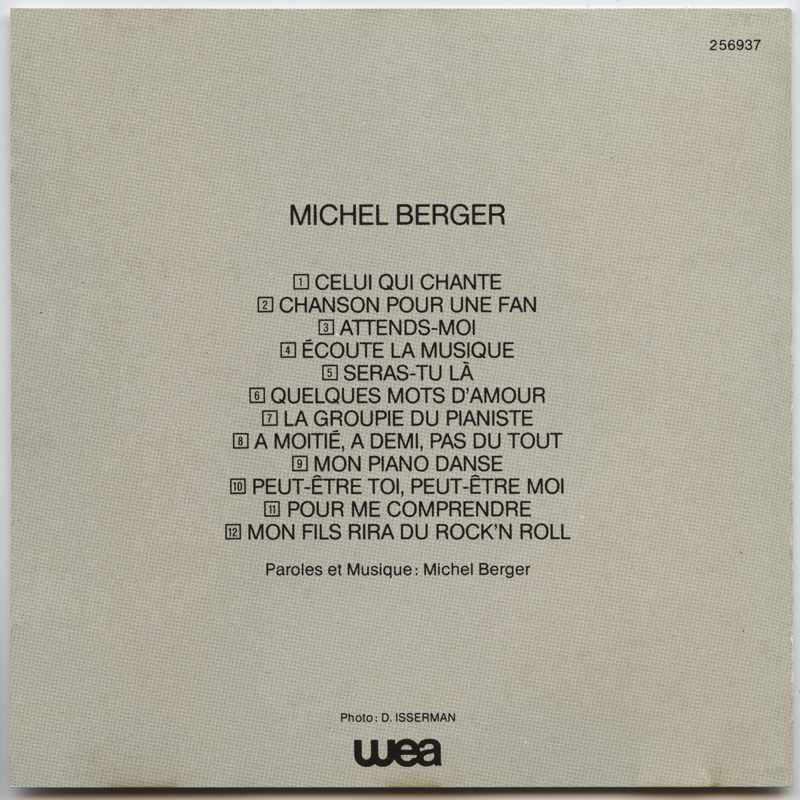 256937
MICHEL BERGER
1 CELUI QUI CHANTE
2 CHANSON POUR UNE FAN
3 ATTENDS-MOI
4 ÉCOUTE LA MUSIQUE
5 SERAS-TU LÀ
6 QUELQUES MOTS D'AMOUR
7 LA GROUPIE DU PIANISTE
8 A MOITIÉ, A DEMI, PAS DU TOUT
9 MON PIANO DANSE
10 PEUT-ÊTRE TOI, PEUT-ÊTRE MOI
11 POUR ME COMPRENDRE
12 MON FILS RIRA DU ROCK'N ROLL
Paroles et Musique : Michel Berger
Photo : D. ISSERMAN
wea